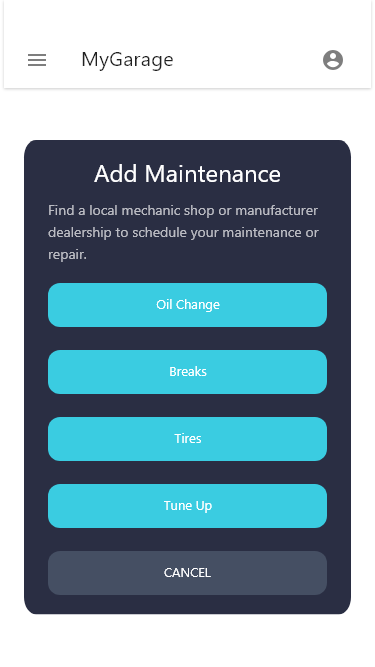 MyGarage
Add Maintenance
Find a local mechanic shop or manufacturer
dealership to schedule your maintenance or
repair.
Oil Change
Breaks
Tires
Tune Up
CANCEL